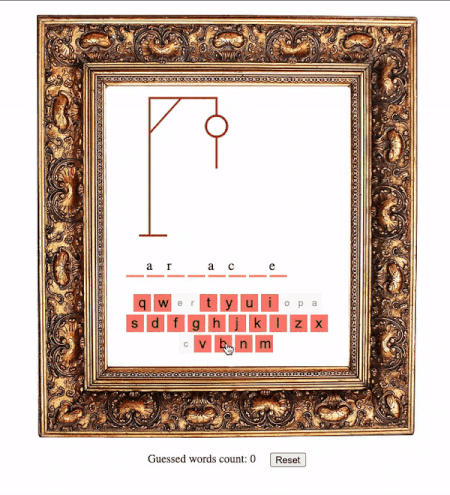 a r a c e
q w e r t y u i o p a
s d f g h j k l z x
c v b n m
Guessed words count: 0 Reset